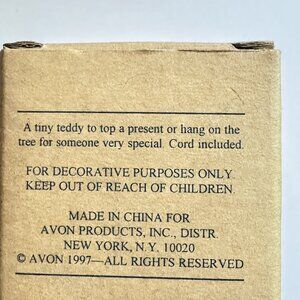 A tiny teddy to top a present or hang on the
tree for someone very special. Cord included.
FOR DECORATIVE PURPOSES ONLY.
KEEP OUT OF REACH OF CHILDREN.
MADE IN CHINA FOR
AVON PRODUCTS, INC., DISTR.
NEW YORK, N.Y. 10020
© AVON 1997—ALL RIGHTS RESERVED